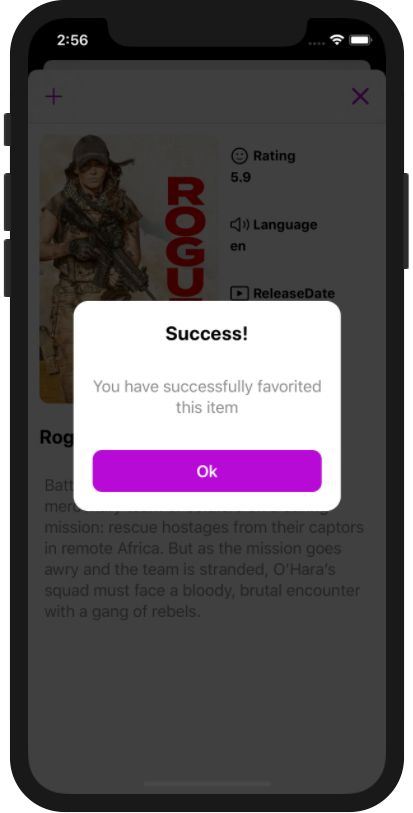 2:56
Rating
5.9
Language
en
ReleaseDate
ROGU
Success!
You have successfully favorited
this item
Ok
Rog
Batt
mission: rescue hostages from their captors
in remote Africa. But as the mission goes
awry and the team is stranded, O'Hara's
squad must face a bloody, brutal encounter
with a gang of rebels.